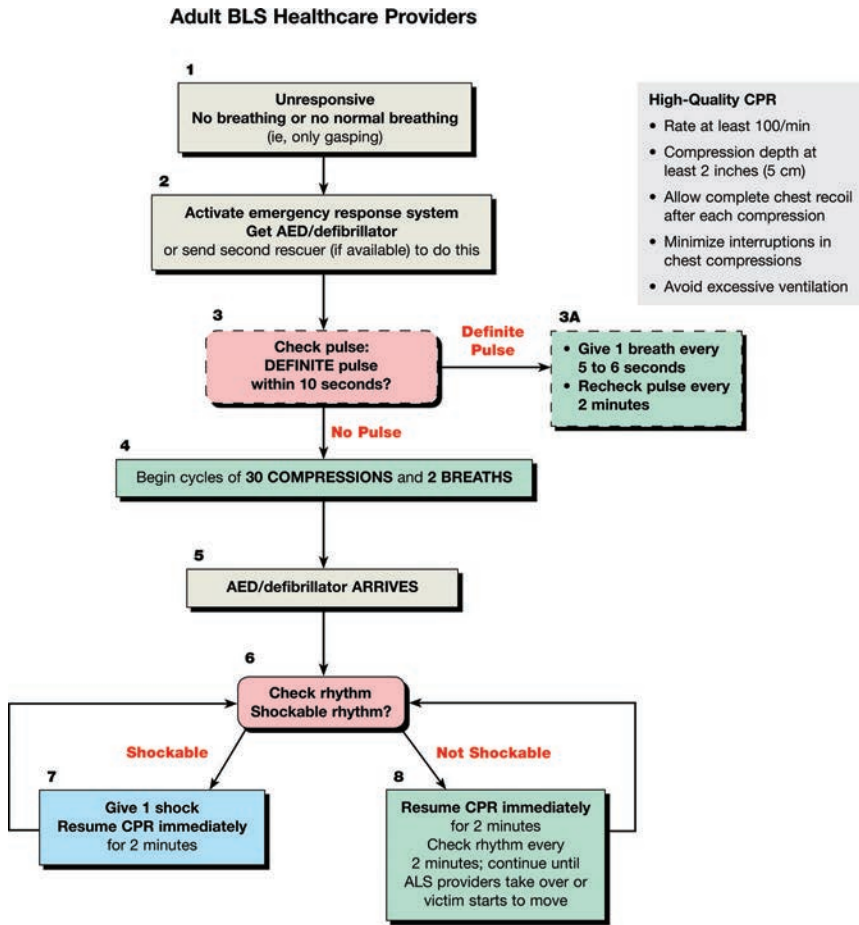 Adult BLS Healthcare Providers
1
Unresponsive
No breathing or no normal breathing
(ie, only gasping)
2
Activate emergency response system
Get AED/defibrillator
or send second rescuer (if available) to do this
High-Quality CPR
• Rate at least 100/min
• Compression depth at
least 2 inches (5 cm)
• Allow complete chest recoil
after each compression
• Minimize interruptions in
chest compressions
• Avoid excessive ventilation
3
Check pulse:
DEFINITE pulse
within 10 seconds?
Definite
Pulse
3A
• Give 1 breath every
5 to 6 seconds
• Recheck pulse every
2 minutes
No Pulse
4
Begin cycles of 30 COMPRESSIONS and 2 BREATHS
5
AED/defibrillator ARRIVES
6
Check rhythm
Shockable rhythm?
Shockable
Not Shockable
7
Give 1 shock
Resume CPR immediately
for 2 minutes
8
Resume CPR immediately
for 2 minutes
Check rhythm every
2 minutes; continue until
ALS providers take over or
victim starts to move